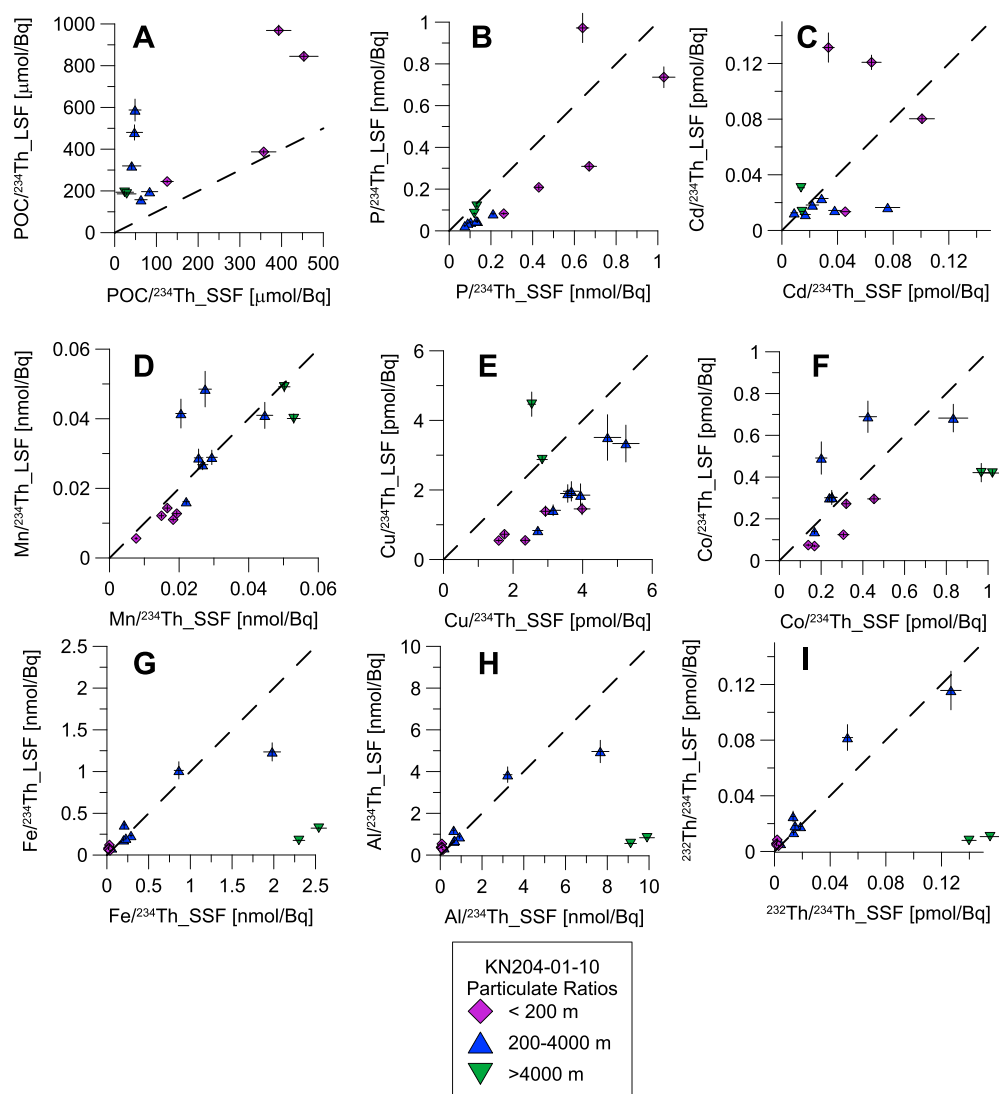 A
POC/²³⁴Th_LSF [μmol/Bq]
1000
800
600
400
200
0
0 100 200 300 400 500
POC/²³⁴Th_SSF [μmol/Bq]
B
P/²³⁴Th_LSF [nmol/Bq]
1
0.8
0.6
0.4
0.2
0
0 0.2 0.4 0.6 0.8 1
P/²³⁴Th_SSF [nmol/Bq]
C
Cd/²³⁴Th_LSF [pmol/Bq]
0.12
0.08
0.04
0
0 0.04 0.08 0.12
Cd/²³⁴Th_SSF [pmol/Bq]
D
Mn/²³⁴Th_LSF [nmol/Bq]
0.06
0.04
0.02
0
0 0.02 0.04 0.06
Mn/²³⁴Th_SSF [nmol/Bq]
E
Cu/²³⁴Th_LSF [pmol/Bq]
6
4
2
0
0 2 4 6
Cu/²³⁴Th_SSF [pmol/Bq]
F
Co/²³⁴Th_LSF [pmol/Bq]
1
0.8
0.6
0.4
0.2
0
0 0.2 0.4 0.6 0.8 1
Co/²³⁴Th_SSF [pmol/Bq]
G
Fe/²³⁴Th_LSF [nmol/Bq]
2.5
2
1.5
1
0.5
0
0 0.5 1 1.5 2 2.5
Fe/²³⁴Th_SSF [nmol/Bq]
H
Al/²³⁴Th_LSF [nmol/Bq]
10
8
6
4
2
0
0 2 4 6 8 10
Al/²³⁴Th_SSF [nmol/Bq]
I
²³²Th/²³⁴Th_LSF [pmol/Bq]
0.12
0.08
0.04
0
0 0.04 0.08 0.12
²³²Th/²³⁴Th_SSF [pmol/Bq]
KN204-01-10
Particulate Ratios
< 200 m
200-4000 m
>4000 m